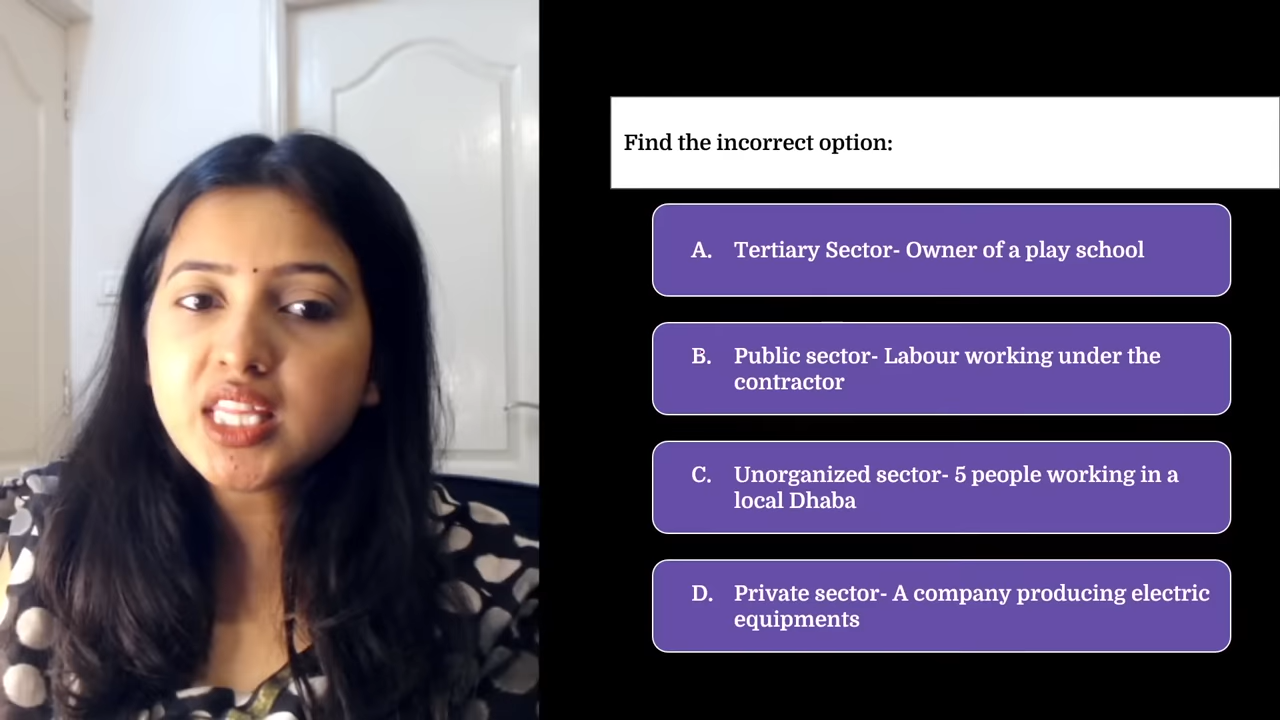 Find the incorrect option:
A. Tertiary Sector- Owner of a play school
B. Public sector- Labour working under the
contractor
C. Unorganized sector- 5 people working in a
local Dhaba
D. Private sector- A company producing electric
equipments